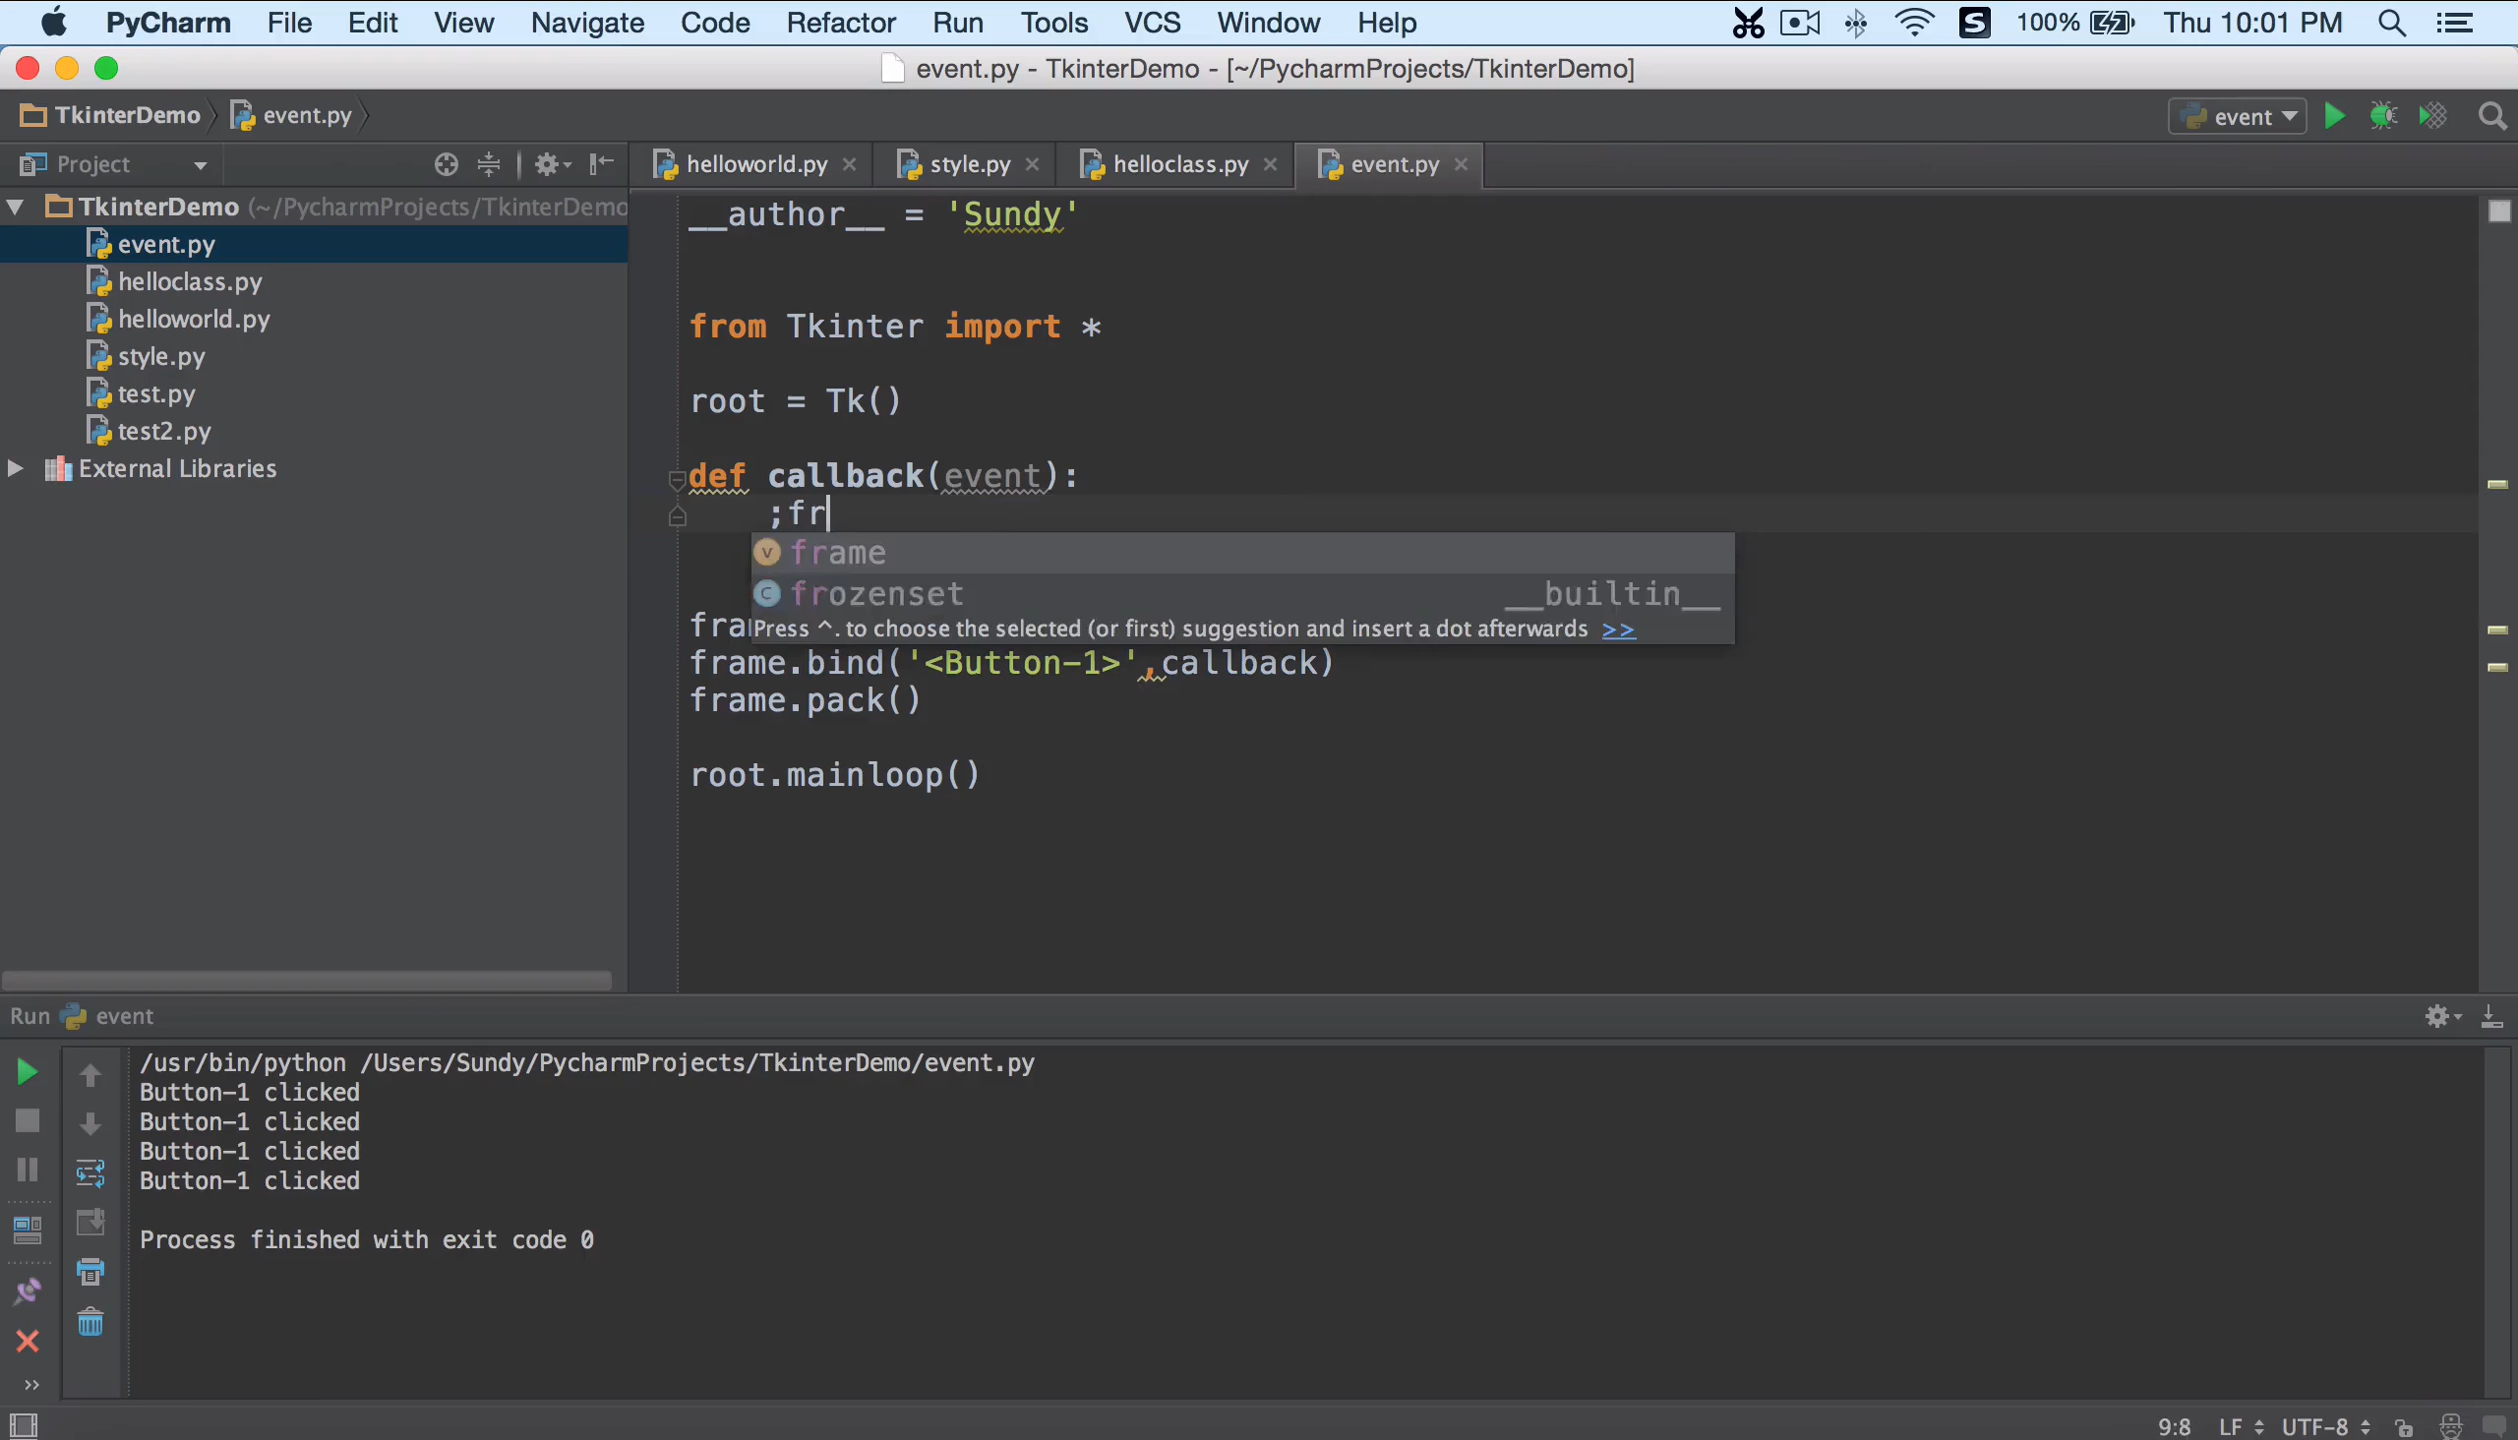 PyCharm File Edit View Navigate Code Refactor Run Tools VCS Window Help 100% Thu 10:01 PM
event.py - TkinterDemo - [~/PycharmProjects/TkinterDemo]
TkinterDemo event.py event
Project helloworld.py style.py helloclass.py event.py
TkinterDemo (~/PycharmProjects/TkinterDemo
event.py
helloclass.py
helloworld.py
style.py
test.py
test2.py
External Libraries
__author__ = 'Sundy'
from Tkinter import *
root = Tk()
def callback(event):
;fr
frame
frozenset __builtin__
Press ^. to choose the selected (or first) suggestion and insert a dot afterwards >>
fra
frame.bind('<Button-1>',callback)
frame.pack()
root.mainloop()
Run event
/usr/bin/python /Users/Sundy/PycharmProjects/TkinterDemo/event.py
Button-1 clicked
Button-1 clicked
Button-1 clicked
Button-1 clicked
Process finished with exit code 0
9:8 LF UTF-8